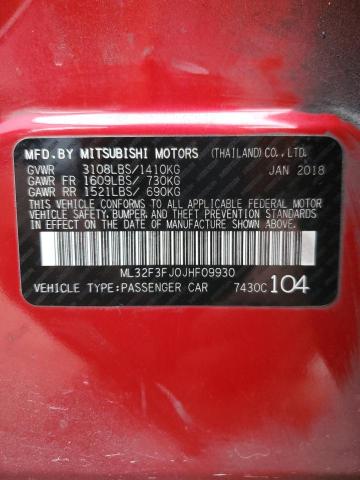 MFD.BY MITSUBISHI MOTORS (THAILAND)CO.,LTD.
GVWR 3108LBS/1410KG JAN 2018
GAWR FR 1609LBS/ 730KG
GAWR RR 1521LBS/ 690KG
THIS VEHICLE CONFORMS TO ALL APPLICABLE FEDERAL MOTOR
VEHICLE SAFETY, BUMPER, AND THEFT PREVENTION STANDARDS
IN EFFECT ON THE DATE OF MANUFACTURE SHOWN ABOVE.
ML32F3FJ0JHF09930
VEHICLE TYPE:PASSENGER CAR 7430C 104